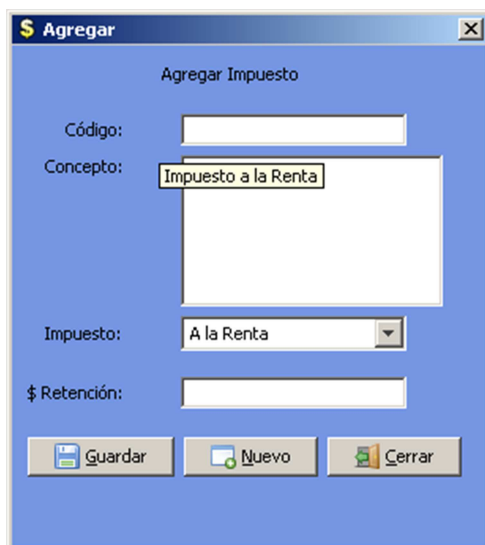 $ Agregar
Agregar Impuesto
Código:
Concepto:
Impuesto a la Renta
Impuesto:
A la Renta
$ Retención:
Guardar
Nuevo
Cerrar